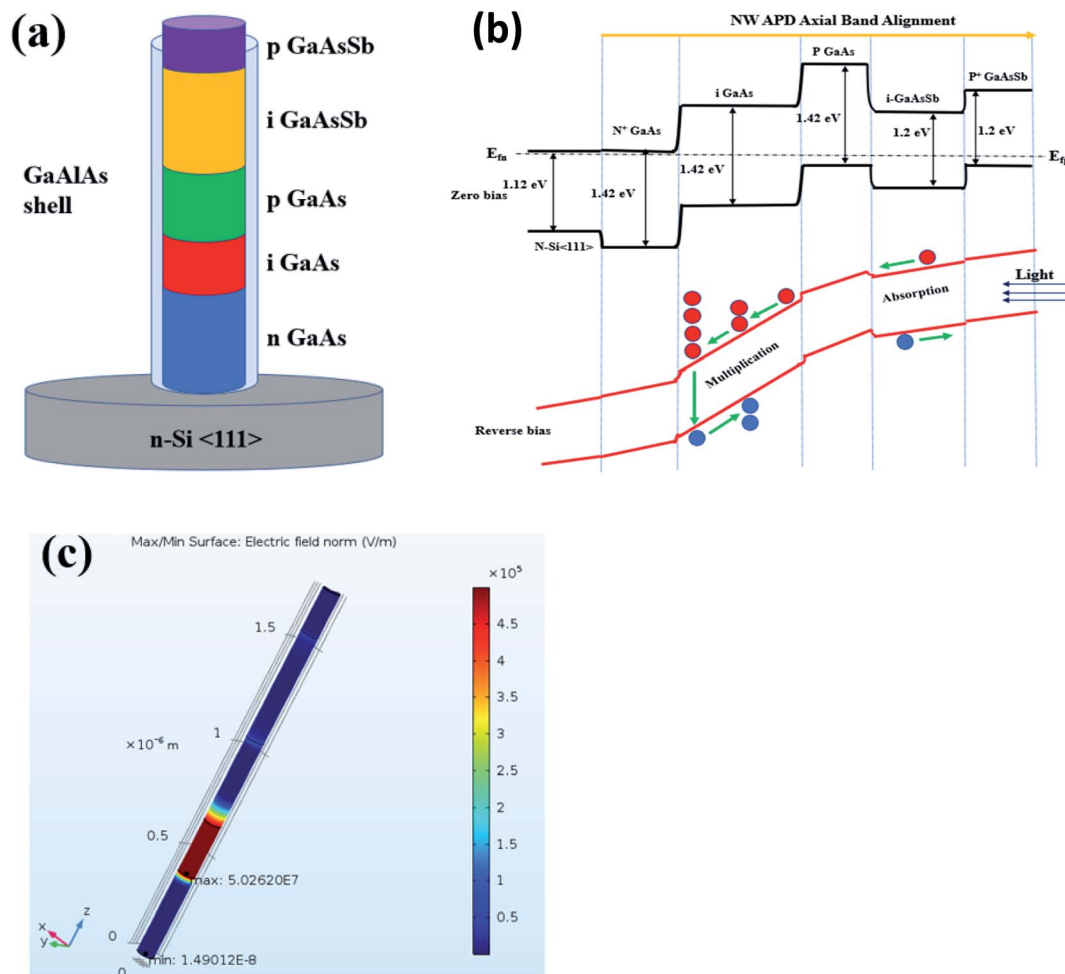 (a)
p GaAsSb
i GaAsSb
GaAlAs
shell
p GaAs
i GaAs
n GaAs
n-Si <111>
(b)
NW APD Axial Band Alignment
P GaAs
i GaAs
P⁺ GaAsSb
i-GaAsSb
N⁺ GaAs
1.42 eV
1.2 eV
1.2 eV
Efn
1.12 eV
1.42 eV
1.42 eV
Zero bias
N-Si<111>
Light
Absorption
Multiplication
Reverse bias
(c)
Max/Min Surface: Electric field norm (V/m)
×10⁵
4.5
4
3.5
3
2.5
2
1.5
1
0.5
1.5
1
×10⁻⁶ m
0.5
max: 5.02620E7
0
min: 1.49012E-8
0
x
y
z